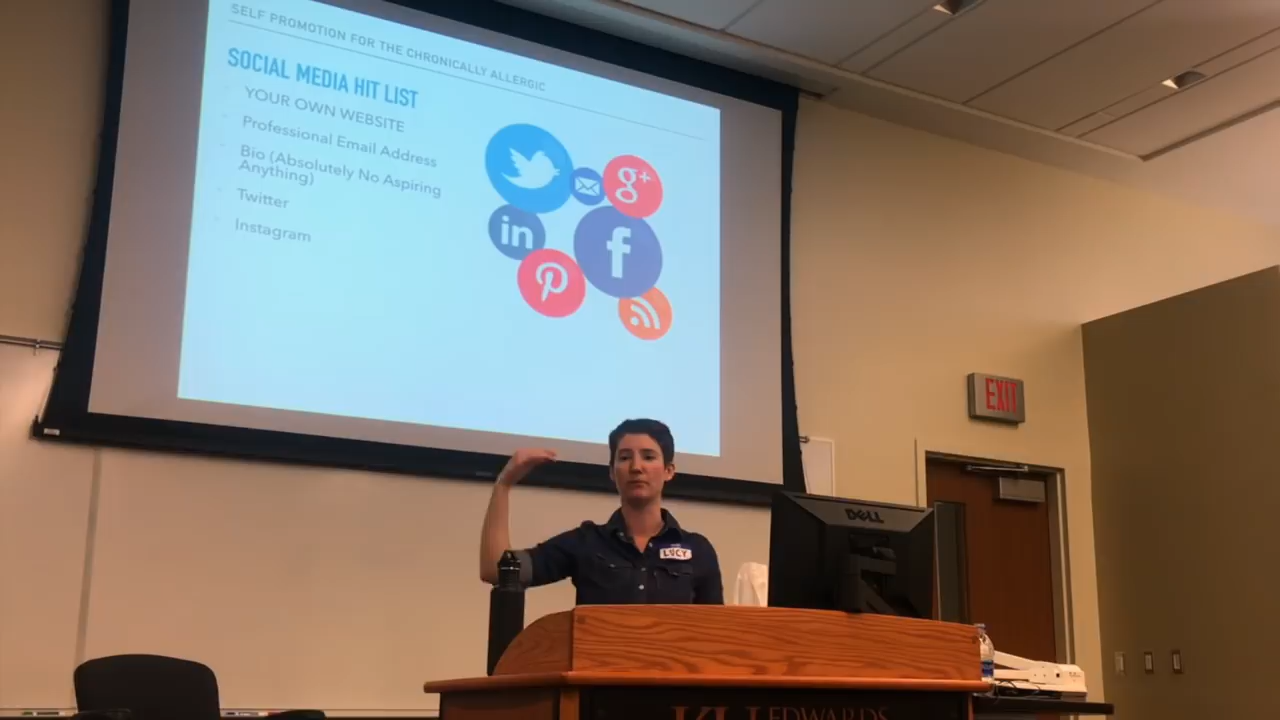 SELF PROMOTION FOR THE CHRONICALLY ALLERGIC
SOCIAL MEDIA HIT LIST
YOUR OWN WEBSITE
Professional Email Address
Bio (Absolutely No Aspiring
Anything)
Twitter
Instagram
g+
in
f
EXIT
DELL
LUCY
KU EDWARDS